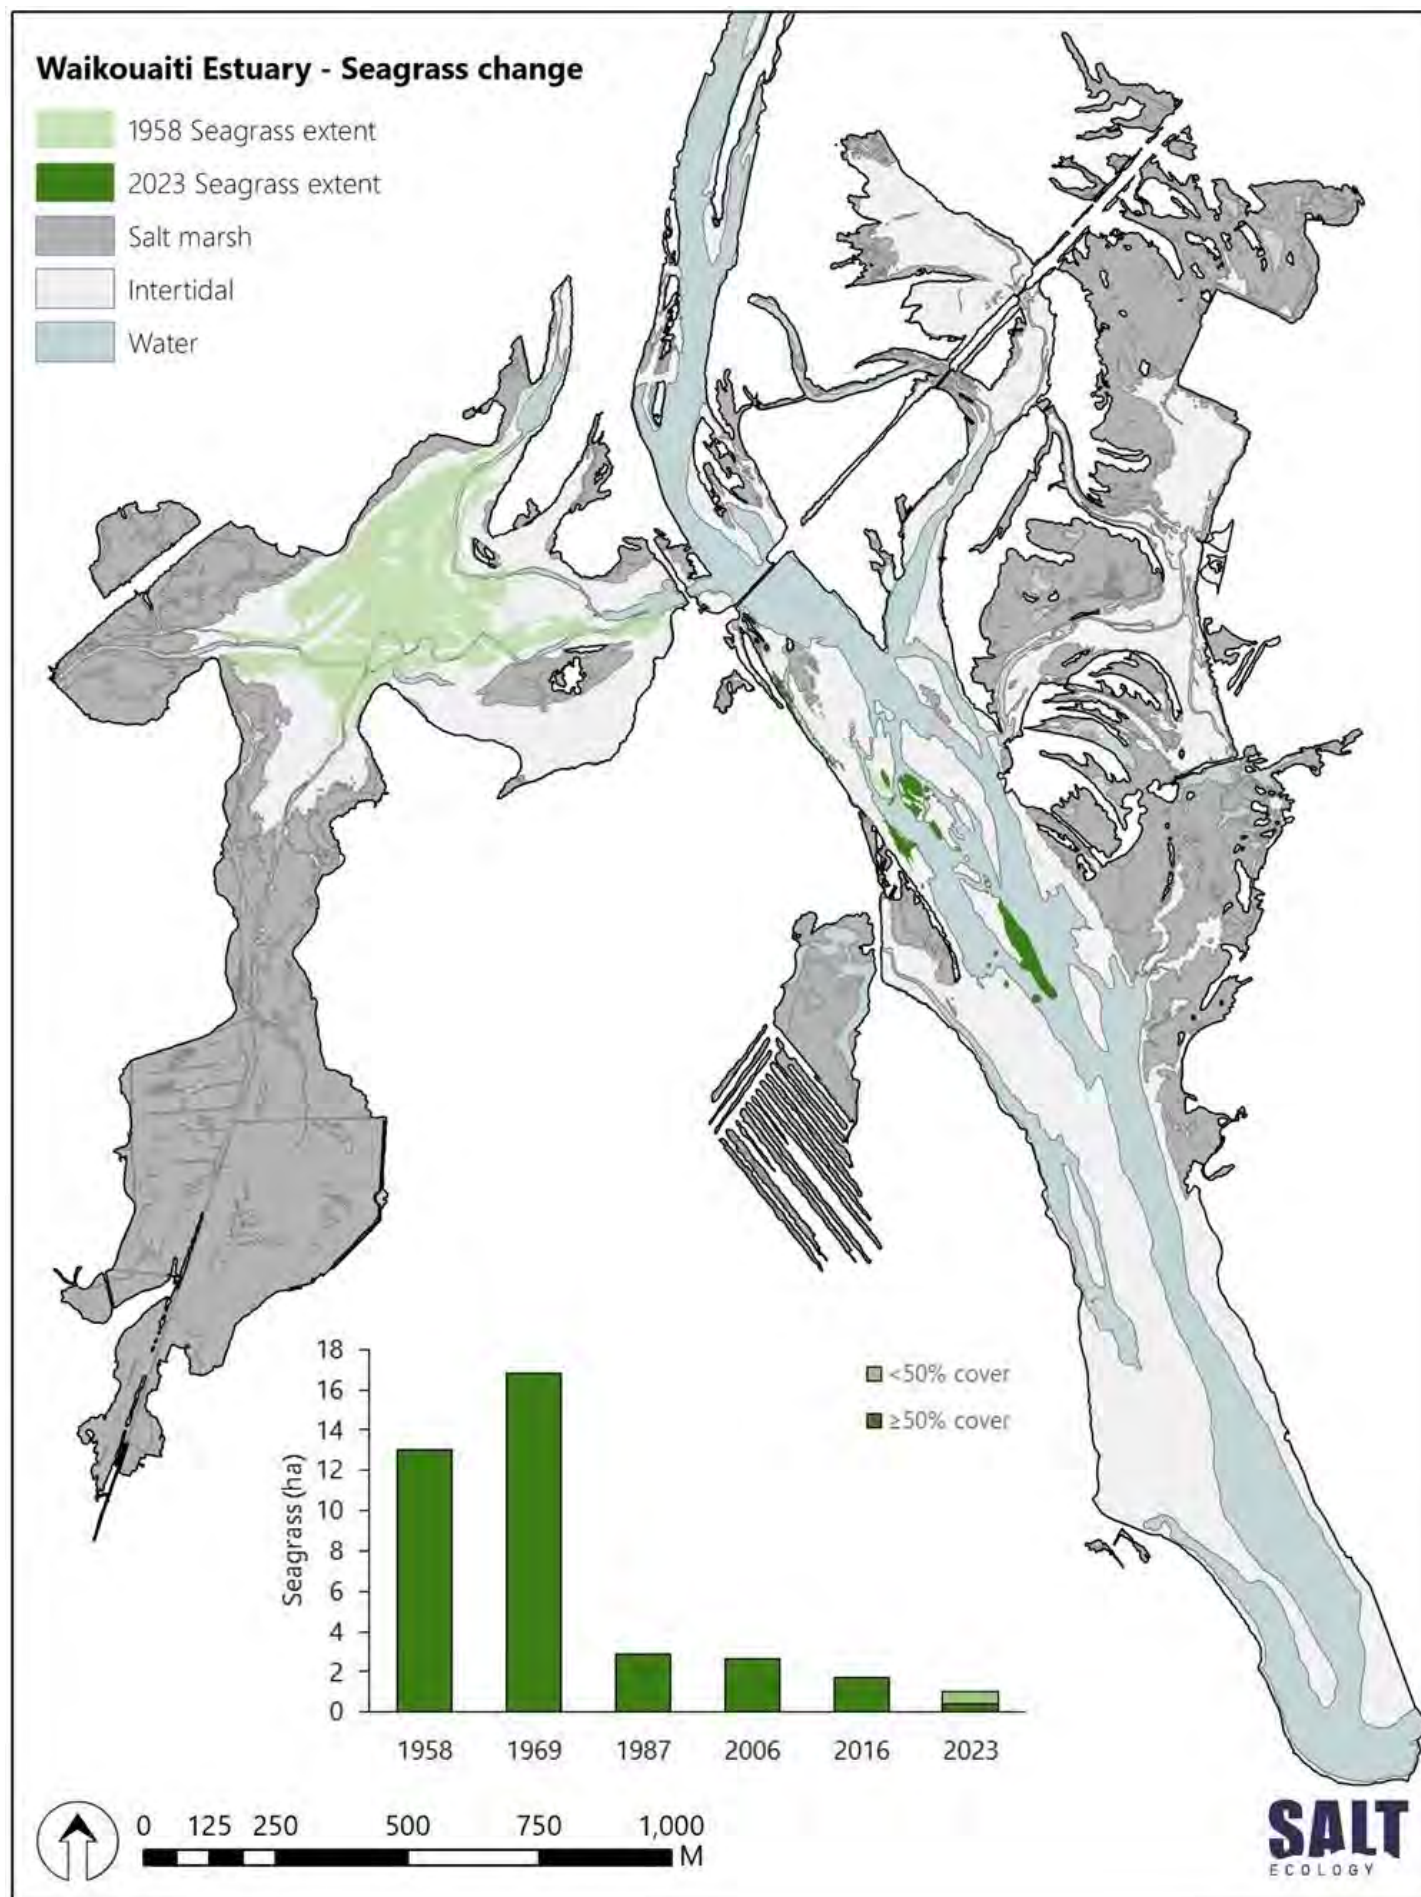 Waikouaiti Estuary - Seagrass change
1958 Seagrass extent
2023 Seagrass extent
Salt marsh
Intertidal
Water
18
16
14
12
10
8
6
4
2
0
Seagrass (ha)
<50% cover
≥50% cover
1958 1969 1987 2006 2016 2023
0 125 250 500 750 1,000
M
SALT
ECOLOGY